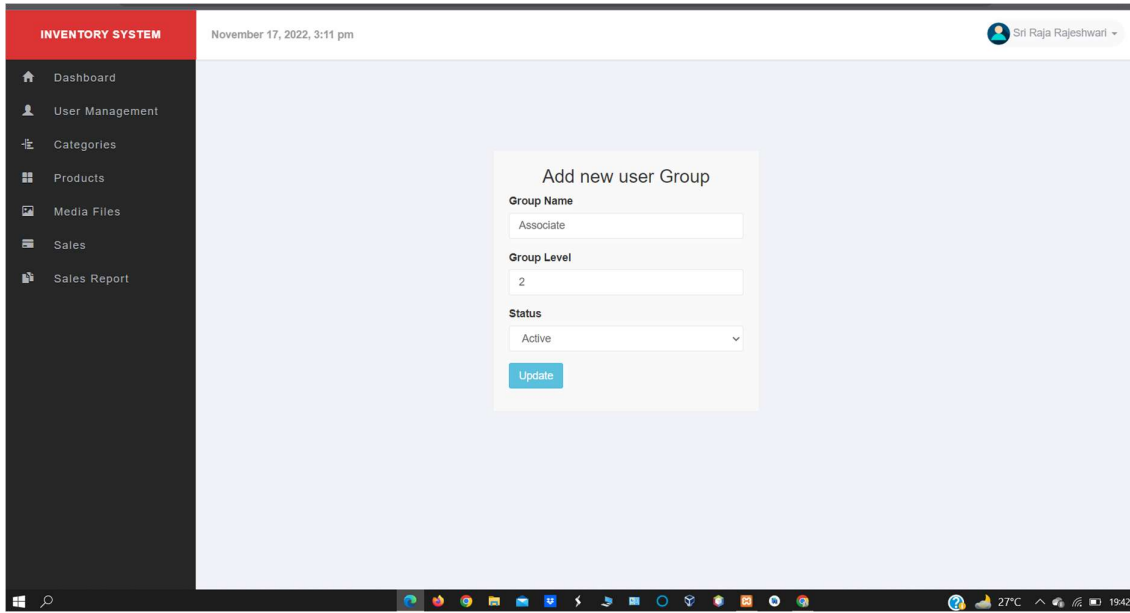 INVENTORY SYSTEM
November 17, 2022, 3:11 pm
Sri Raja Rajeshwari
Dashboard
User Management
Categories
Products
Media Files
Sales
Sales Report
Add new user Group
Group Name
Associate
Group Level
2
Status
Active
Update
27°C
19:42